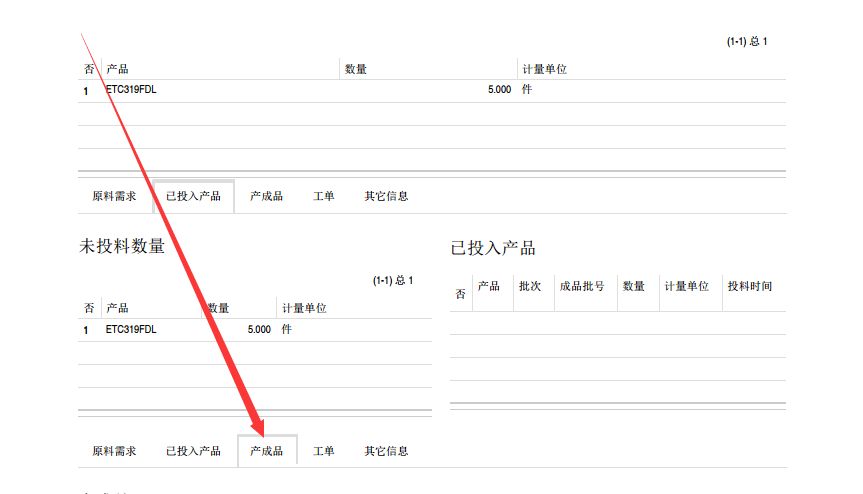 (1-1) 总 1
否 产品 数量 计量单位
1 ETC319FDL 5.000 件
原料需求 已投入产品 产成品 工单 其它信息
未投料数量
(1-1) 总 1
否 产品 数量 计量单位
1 ETC319FDL 5.000 件
已投入产品
否 产品 批次 成品批号 数量 计量单位 投料时间
原料需求 已投入产品 产成品 工单 其它信息